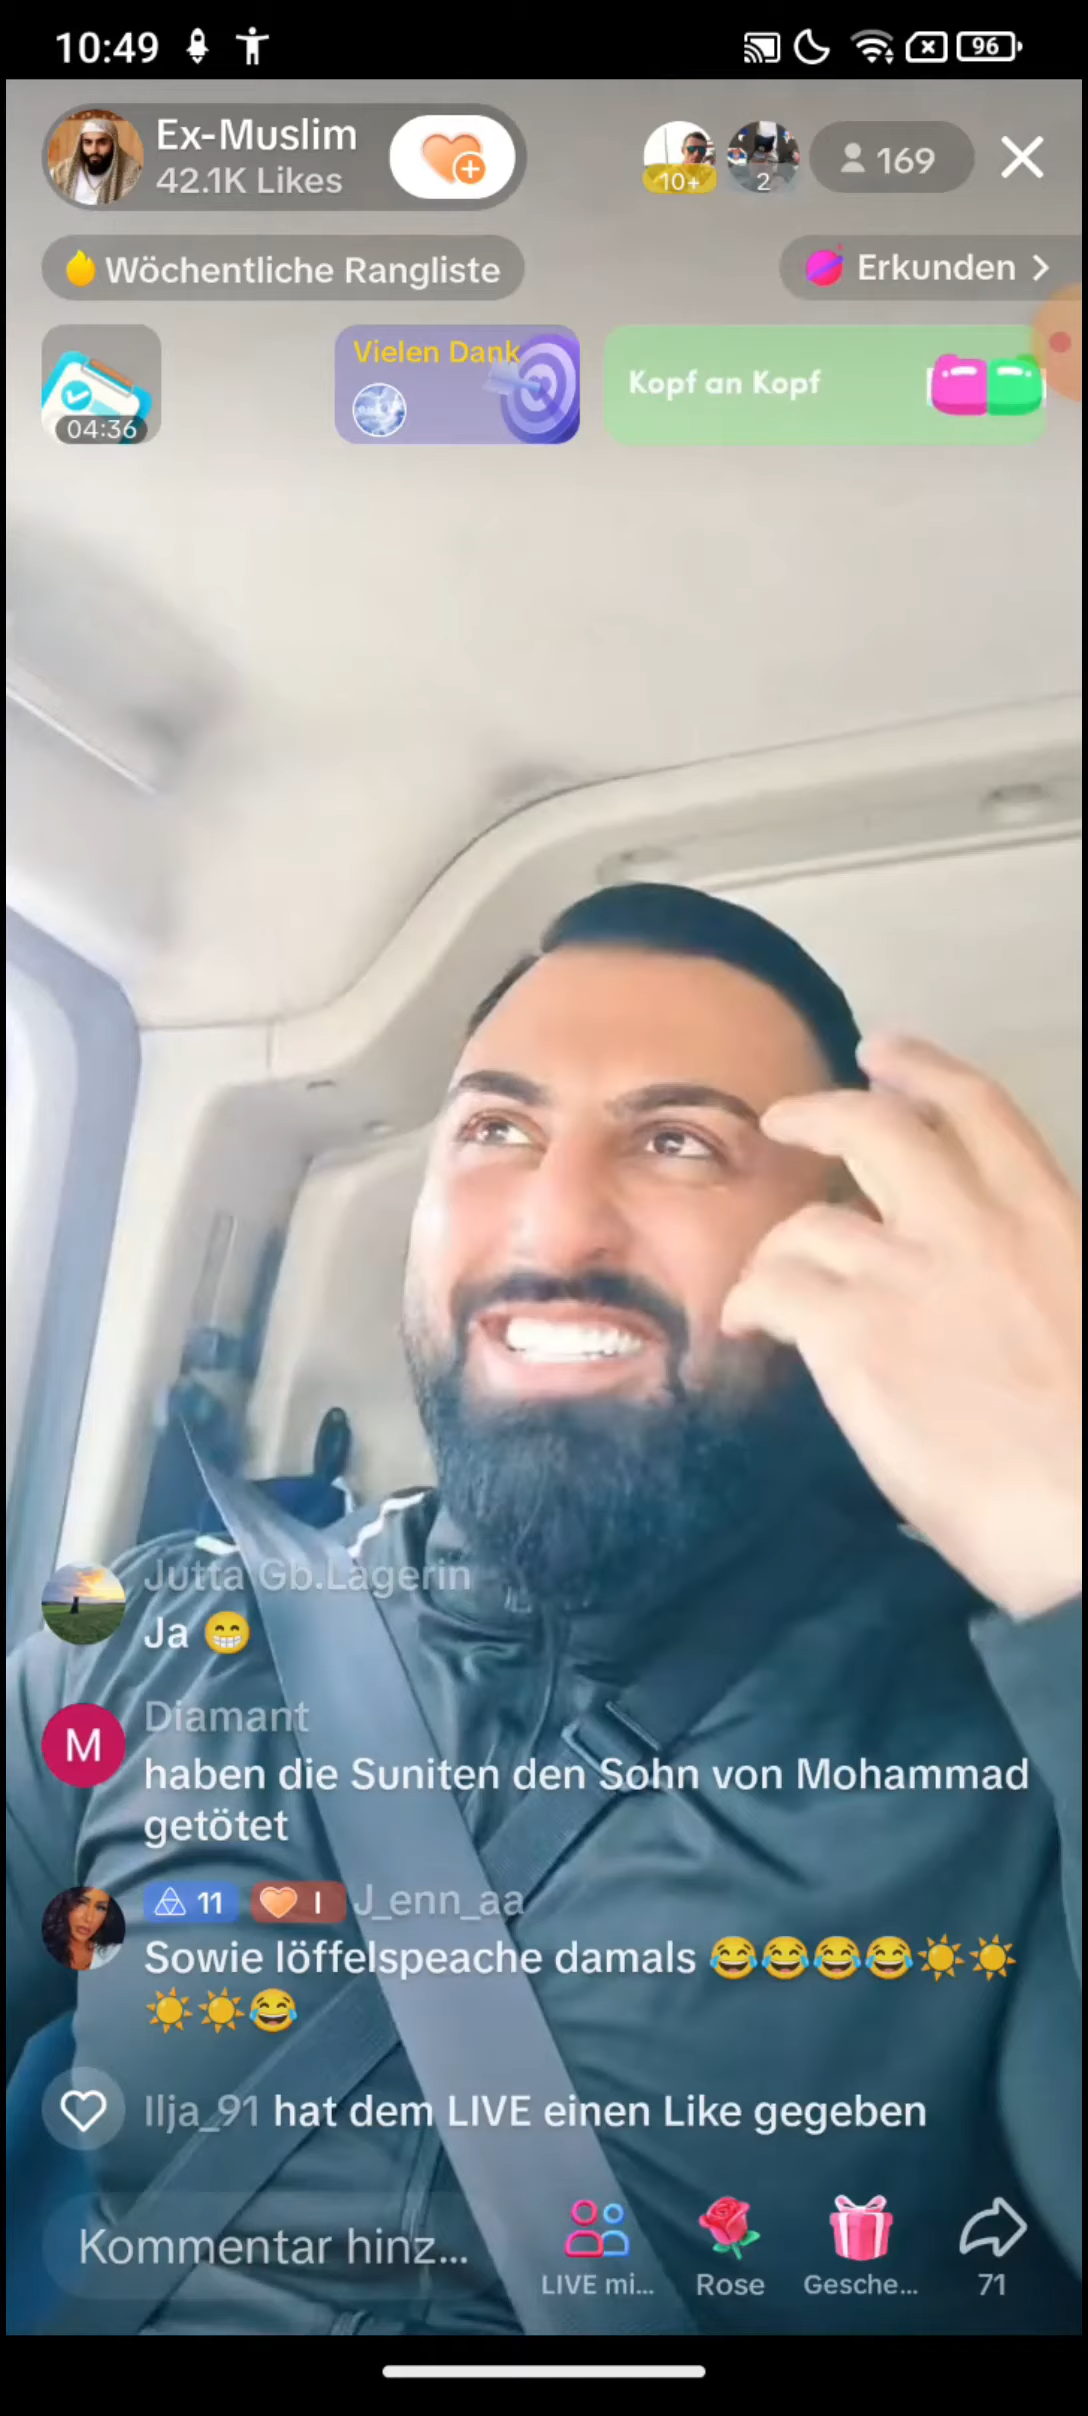 10:49
96
Ex-Muslim
42.1K Likes
10+
2
169
Wöchentliche Rangliste
Erkunden
04:36
Vielen Dank
Kopf an Kopf
Jutta Gb.Lagerin
Ja 😁
M
Diamant
haben die Suniten den Sohn von Mohammad
getötet
11 I J_enn_aa
Sowie löffelspeache damals 😂😂😂😂☀️☀️
☀️☀️😂
Ilja_91 hat dem LIVE einen Like gegeben
Kommentar hinz...
LIVE mi...
Rose
Gesche...
71